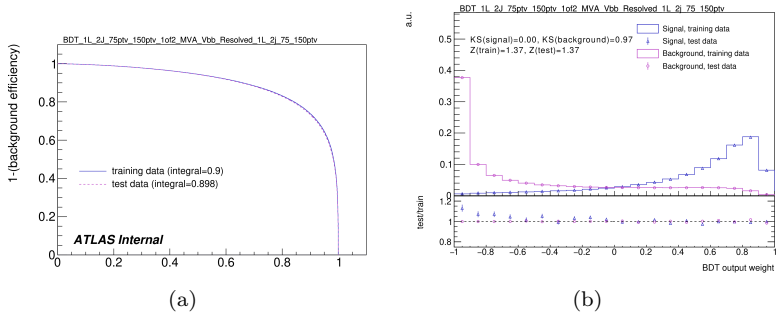 BDT_1L_2J_75ptv_150ptv_1of2_MVA_Vbb_Resolved_1L_2j_75_150ptv
1-(background efficiency)
1
0.8
0.6
0.4
0.2
0
training data (integral=0.9)
test data (integral=0.898)
ATLAS Internal
0 0.2 0.4 0.6 0.8 1
(a)
BDT_1L_2J_75ptv_150ptv_1of2_MVA_Vbb_Resolved_1L_2j_75_150ptv
a.u.
0.5
0.4
0.3
0.2
0.1
0
KS(signal)=0.00, KS(background)=0.97
Z(train)=1.37, Z(test)=1.37
Signal, training data
Signal, test data
Background, training data
Background, test data
test/train
1.2
1
0.8
−1 −0.8 −0.6 −0.4 −0.2 0 0.2 0.4 0.6 0.8 1
BDT output weight
(b)